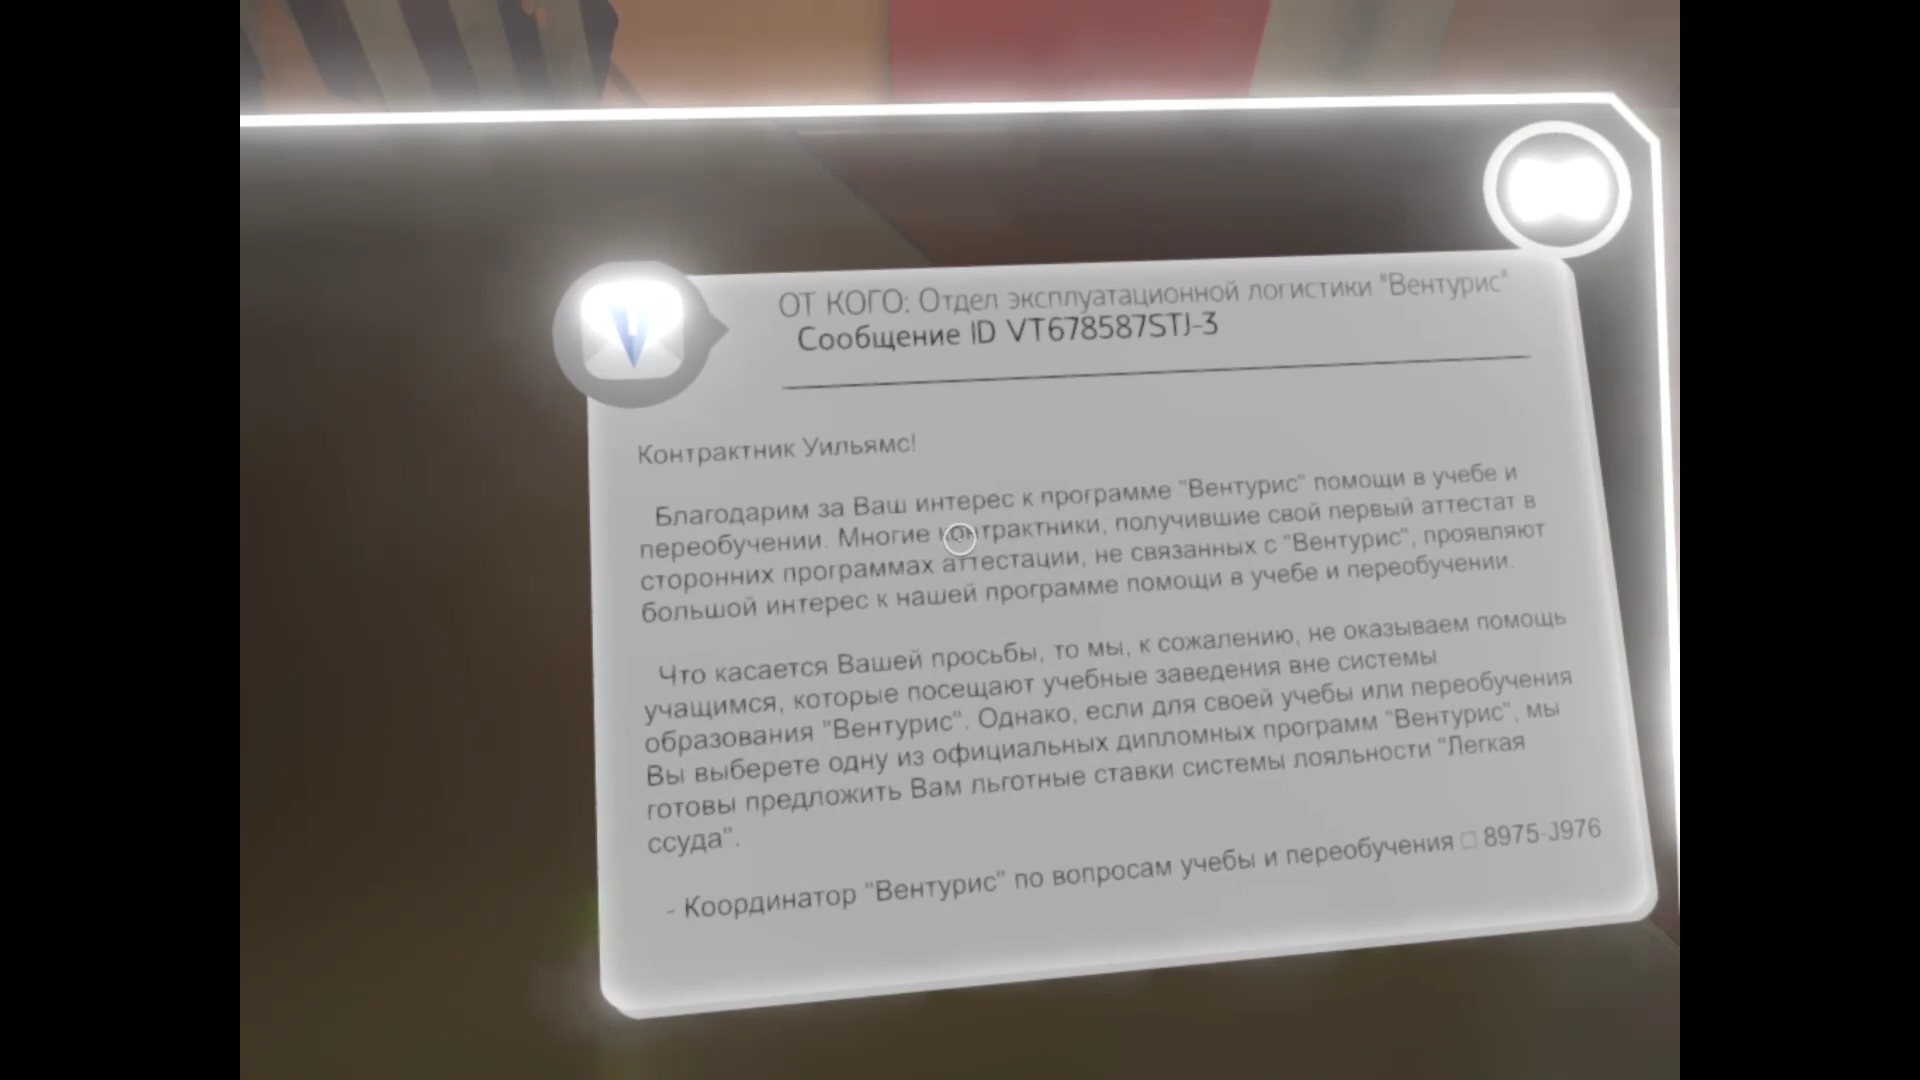 ОТ КОГО: Отдел эксплуатационной логистики "Вентурис"
Сообщение ID VT678587STJ-3
Контрактник Уильямс!
Благодарим за Ваш интерес к программе "Вентурис" помощи в учебе и
переобучении. Многие контрактники, получившие свой первый аттестат в
сторонних программах аттестации, не связанных с "Вентурис", проявляют
большой интерес к нашей программе помощи в учебе и переобучении.
Что касается Вашей просьбы, то мы, к сожалению, не оказываем помощь
учащимся, которые посещают учебные заведения вне системы
образования "Вентурис". Однако, если для своей учебы или переобучения
Вы выберете одну из официальных дипломных программ "Вентурис", мы
готовы предложить Вам льготные ставки системы лояльности "Легкая
ссуда".
- Координатор "Вентурис" по вопросам учебы и переобучения □ 8975-J976